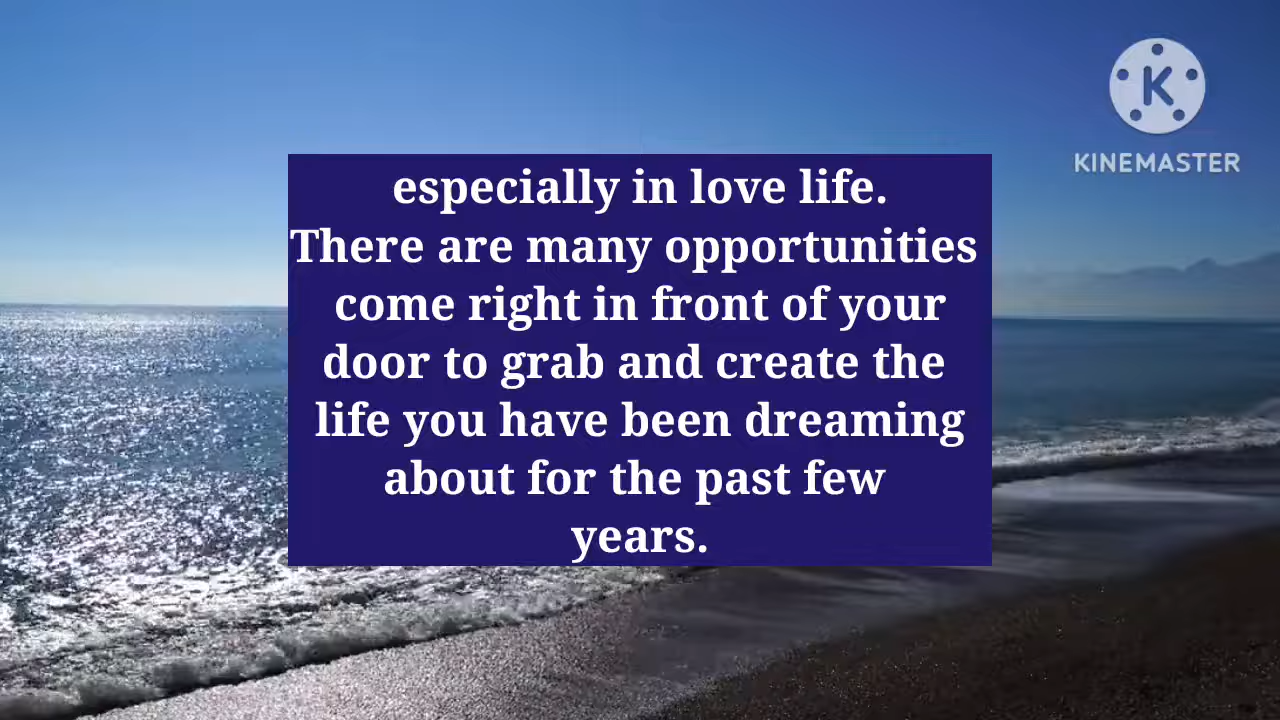 K
KINEMASTER
especially in love life.
There are many opportunities
come right in front of your
door to grab and create the
life you have been dreaming
about for the past few
years.